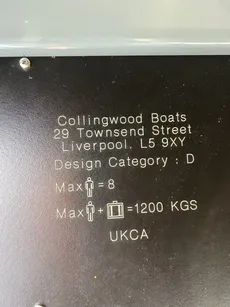 Collingwood Boats
29 Townsend Street
Liverpool. L5 9XY
Design Category : D
Max =8
Max + =1200 KGS
UKCA